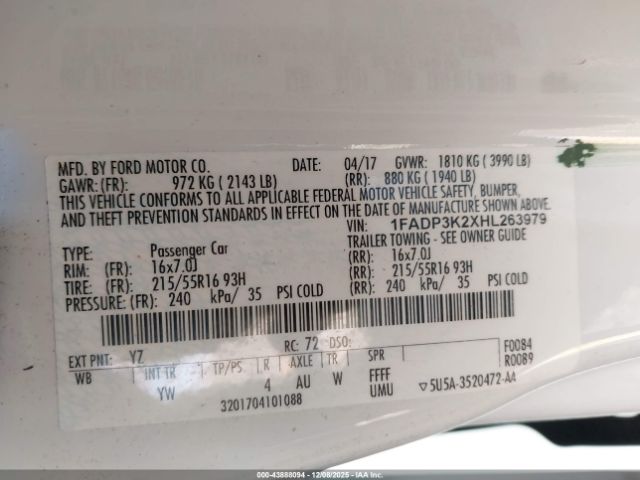 MFD. BY FORD MOTOR CO. DATE: 04/17 GVWR: 1810 KG ( 3990 LB)
GAWR:(FR): 972 KG ( 2143 LB) (RR): 880 KG ( 1940 LB)
THIS VEHICLE CONFORMS TO ALL APPLICABLE FEDERAL MOTOR VEHICLE SAFETY, BUMPER,
AND THEFT PREVENTION STANDARDS IN EFFECT ON THE DATE OF MANUFACTURE SHOWN ABOVE.
VIN: 1FADP3K2XHL263979
TYPE: Passenger Car TRAILER TOWING - SEE OWNER GUIDE
RIM: (FR): 16x7.0J (RR): 16x7.0J
TIRE: (FR): 215/55R16 93H (RR): 215/55R16 93H
PRESSURE: (FR): 240 kPa/ 35 PSI COLD (RR): 240 kPa/ 35 PSI COLD
EXT PNT: YZ RC: 72 DSO: F0084
WB INT TR TP/PS R AXLE TR SPR R0089
YW 4 AU W FFFF
UMU ▽5U5A-3520472-AA
3201704101088
000-43888094 - 12/08/2025 - IAA, Inc.